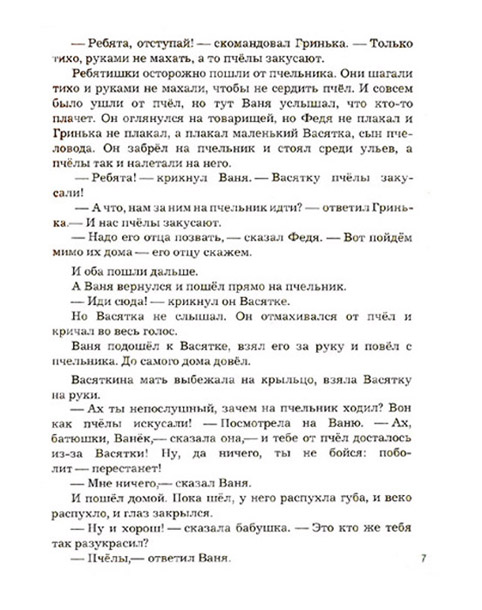 — Ребята, отступай! — скомандовал Гринька. — Только
тихо, руками не махать, а то пчёлы закусают.
Ребятишки осторожно пошли от пчельника. Они шагали
тихо и руками не махали, чтобы не сердить пчёл. И совсем
было ушли от пчёл, но тут Ваня услышал, что кто-то
плачет. Он оглянулся на товарищей, но Федя не плакал и
Гринька не плакал, а плакал маленький Васятка, сын пче-
ловода. Он забрёл на пчельник и стоял среди ульев, а
пчёлы так и налетали на него.
— Ребята! — крикнул Ваня. — Васятку пчёлы заку-
сали!
— А что, нам за ним на пчельник идти? — ответил Гринь-
ка.— И нас пчёлы закусают.
— Надо его отца позвать, — сказал Федя. — Вот пойдём
мимо их дома — его отцу скажем.
И оба пошли дальше.
А Ваня вернулся и пошёл прямо на пчельник.
— Иди сюда! — крикнул он Васятке.
Но Васятка не слышал. Он отмахивался от пчёл и
кричал во весь голос.
Ваня подошёл к Васятке, взял его за руку и повёл с
пчельника. До самого дома довёл.
Васяткина мать выбежала на крыльцо, взяла Васятку
на руки.
— Ах ты непослушный, зачем на пчельник ходил? Вон
как пчёлы искусали! — Посмотрела на Ваню. — Ах,
батюшки, Ванёк,— сказала она,— и тебе от пчёл досталось
из-за Васятки! Ну, да ничего, ты не бойся: побо-
лит — перестанет!
— Мне ничего,— сказал Ваня.
И пошёл домой. Пока шёл, у него распухла губа, и веко
распухло, и глаз закрылся.
— Ну и хорош! — сказала бабушка. — Это кто же тебя
так разукрасил?
— Пчёлы,— ответил Ваня.
7